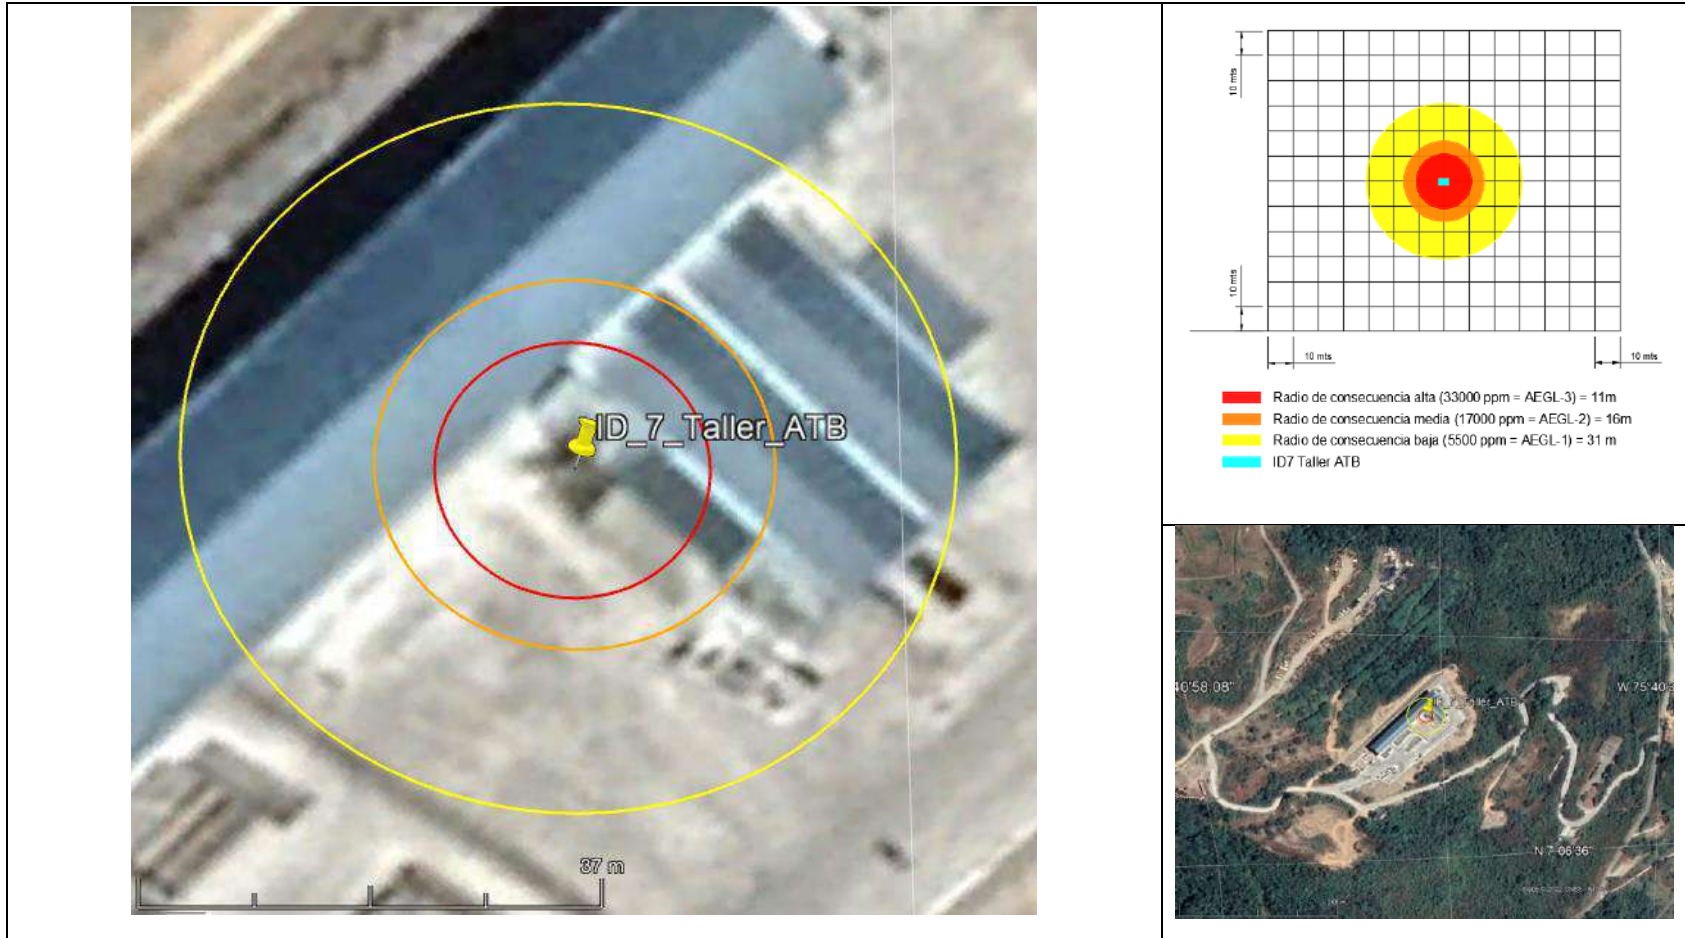 ID_7_Taller_ATB
37 m
10 mts
10 mts
10 mts
10 mts
Radio de consecuencia alta (33000 ppm = AEGL-3) = 11m
Radio de consecuencia media (17000 ppm = AEGL-2) = 16m
Radio de consecuencia baja (5500 ppm = AEGL-1) = 31 m
ID7 Taller ATB
40'58.08"
W 75°40
Taller_ATB
N 7